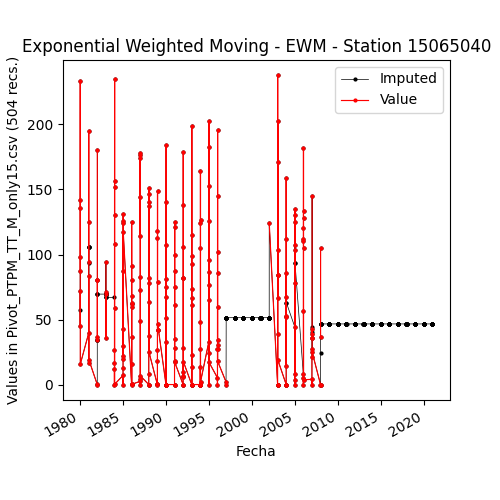 Exponential Weighted Moving - EWM - Station 15065040
Imputed
Value
Values in Pivot_PTPM_TT_M_only15.csv (504 recs.)
200
150
100
50
0
1980
1985
1990
1995
2000
2005
2010
2015
2020
Fecha